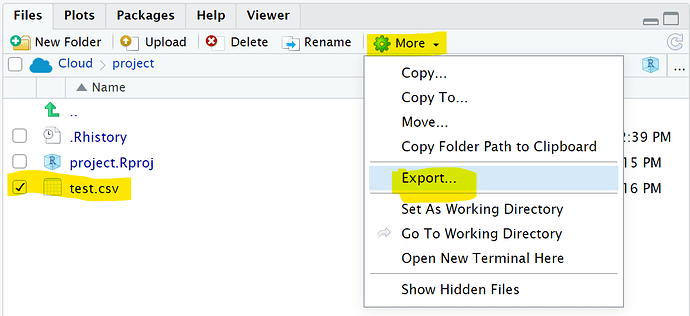 Files Plots Packages Help Viewer
New Folder Upload Delete Rename More
Cloud project R ...
Name
..
.Rhistory 2:39 PM
R project.Rproj 15 PM
test.csv 16 PM
Copy...
Copy To...
Move...
Copy Folder Path to Clipboard
Export...
Set As Working Directory
Go To Working Directory
Open New Terminal Here
Show Hidden Files